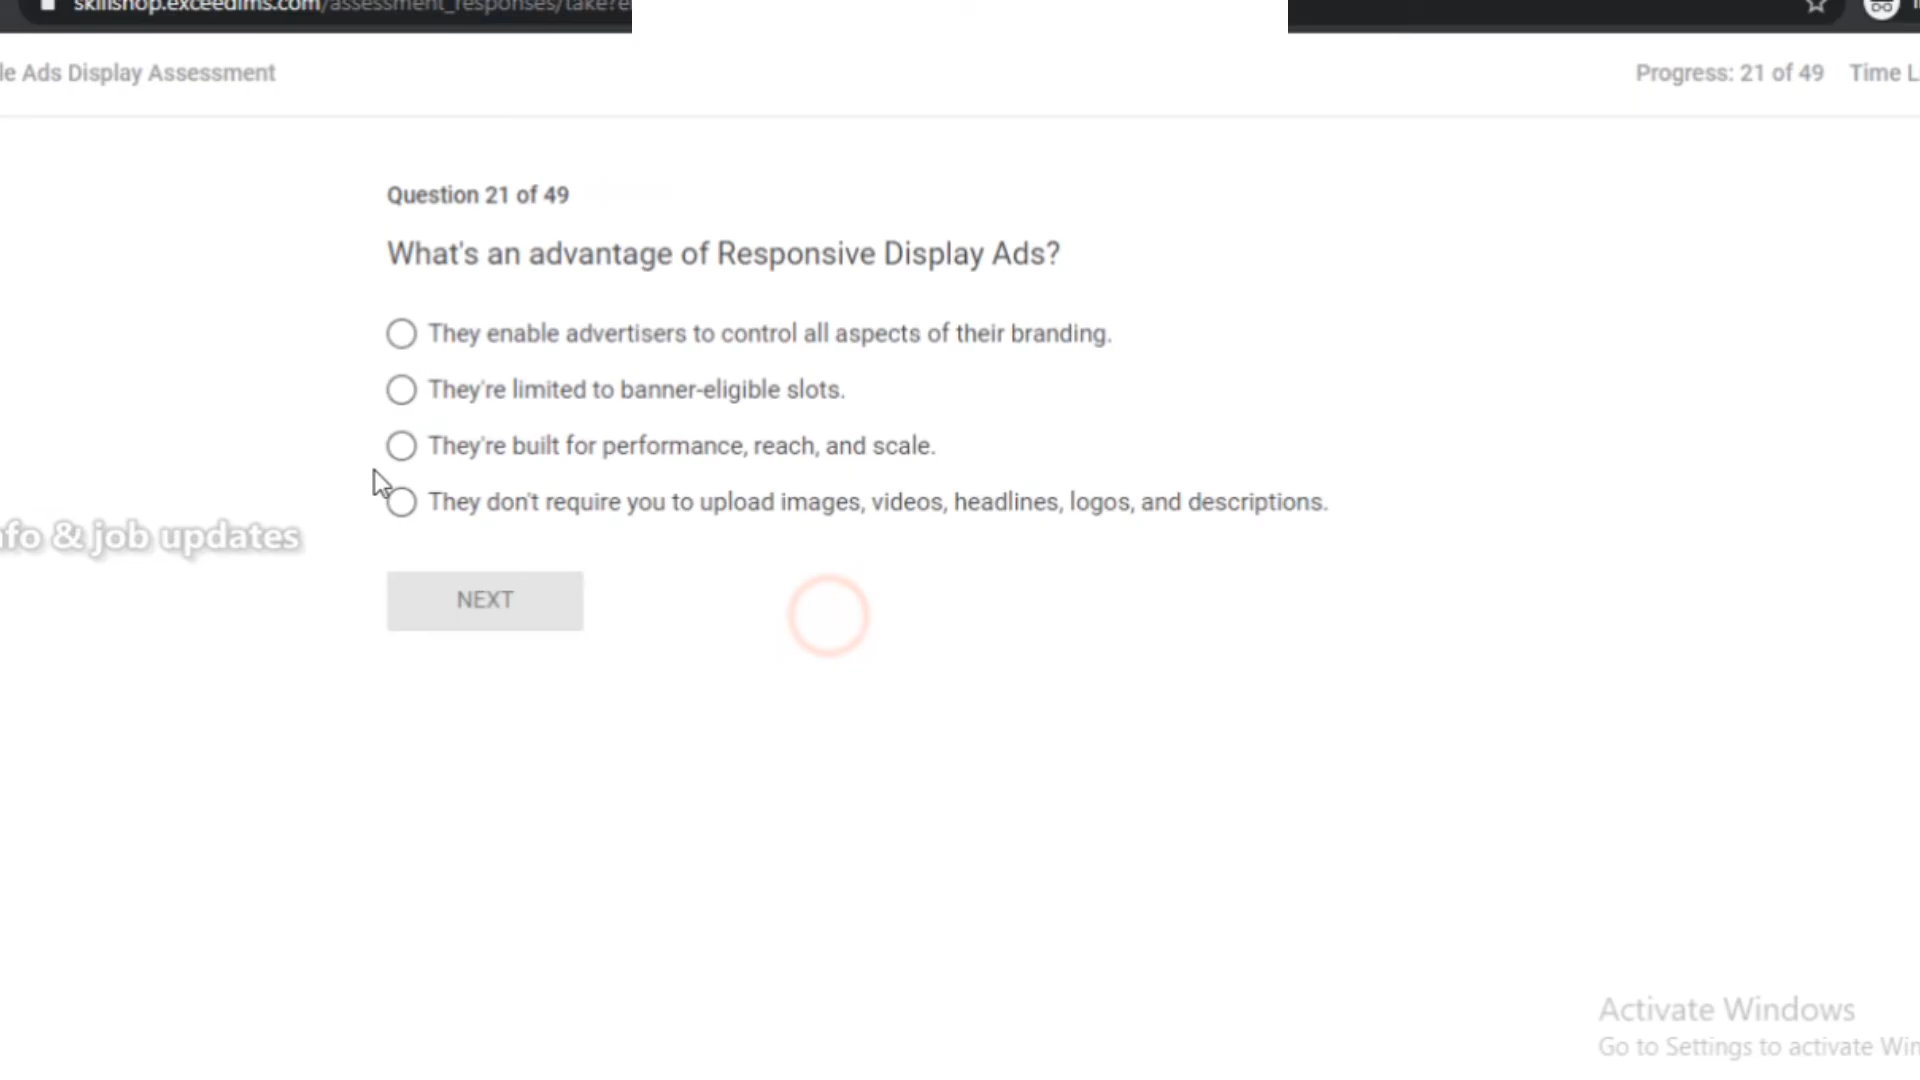 skillshop.exceedlms.com/assessment_responses/take?e
le Ads Display Assessment
Progress: 21 of 49 Time L
Question 21 of 49
What's an advantage of Responsive Display Ads?
They enable advertisers to control all aspects of their branding.
They're limited to banner-eligible slots.
They're built for performance, reach, and scale.
They don't require you to upload images, videos, headlines, logos, and descriptions.
nfo & job updates
NEXT
Activate Windows
Go to Settings to activate Win